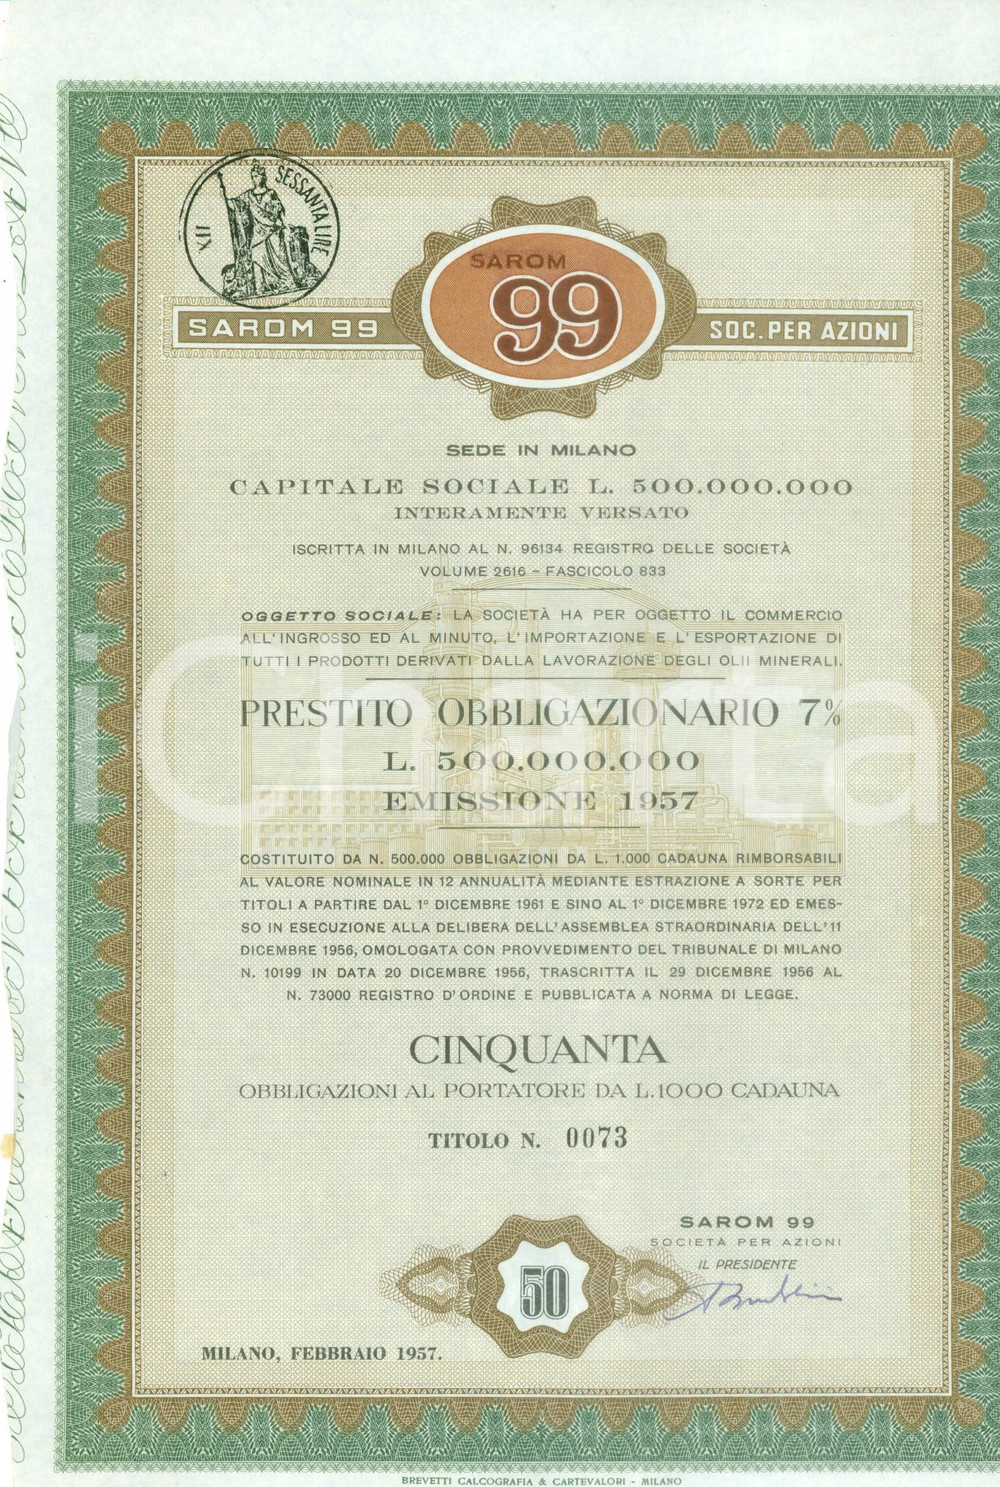 SESSANTA LIRE
XII
SAROM
99
SAROM 99
SOC. PER AZIONI
SEDE IN MILANO
CAPITALE SOCIALE L. 500.000.000
INTERAMENTE VERSATO
ISCRITTA IN MILANO AL N. 96134 REGISTRO DELLE SOCIETÀ
VOLUME 2616 - FASCICOLO 833
OGGETTO SOCIALE: LA SOCIETÀ HA PER OGGETTO IL COMMERCIO
ALL'INGROSSO ED AL MINUTO, L'IMPORTAZIONE E L'ESPORTAZIONE DI
TUTTI I PRODOTTI DERIVATI DALLA LAVORAZIONE DEGLI OLII MINERALI.
PRESTITO OBBLIGAZIONARIO 7%
L. 500.000.000
EMISSIONE 1957
iCharta
COSTITUITO DA N. 500.000 OBBLIGAZIONI DA L. 1.000 CADAUNA RIMBORSABILI
AL VALORE NOMINALE IN 12 ANNUALITÀ MEDIANTE ESTRAZIONE A SORTE PER
TITOLI A PARTIRE DAL 1° DICEMBRE 1961 E SINO AL 1° DICEMBRE 1972 ED EMES-
SO IN ESECUZIONE ALLA DELIBERA DELL'ASSEMBLEA STRAORDINARIA DELL'11
DICEMBRE 1956, OMOLOGATA CON PROVVEDIMENTO DEL TRIBUNALE DI MILANO
N. 10199 IN DATA 20 DICEMBRE 1956, TRASCRITTA IL 29 DICEMBRE 1956 AL
N. 73000 REGISTRO D'ORDINE E PUBBLICATA A NORMA DI LEGGE.
CINQUANTA
OBBLIGAZIONI AL PORTATORE DA L.1000 CADAUNA
TITOLO N. 0073
SAROM 99
SOCIETÀ PER AZIONI
IL PRESIDENTE
50
MILANO, FEBBRAIO 1957.
BREVETTI CALCOGRAFIA & CARTEVALORI - MILANO